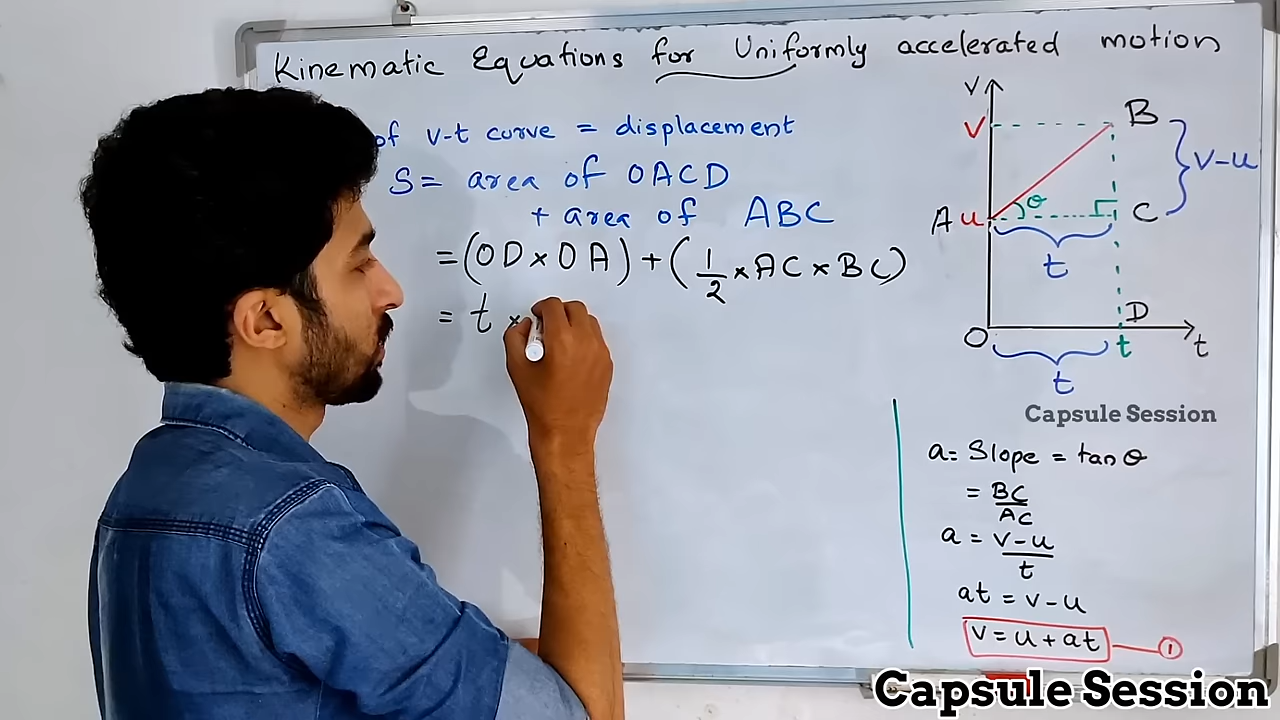 Kinematic Equations for Uniformly accelerated motion
of v-t curve = displacement
S = area of OACD
+ area of ABC
= (OD × OA) + (1/2 × AC × BC)
= t ×
v
v
B
v-u
θ
A u
C
t
O
D
t
t
t
Capsule Session
a = Slope = tan θ
= BC/AC
a = v-u/t
at = v-u
v = u + at
1
Capsule Session